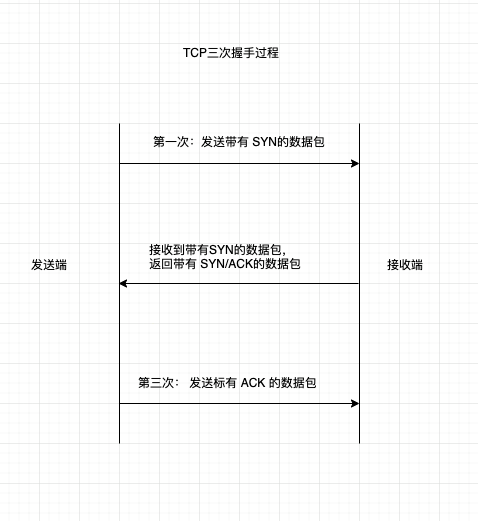 TCP三次握手过程
第一次：发送带有 SYN的数据包
接收到带有SYN的数据包，
返回带有 SYN/ACK的数据包
发送端
接收端
第三次： 发送标有 ACK 的数据包